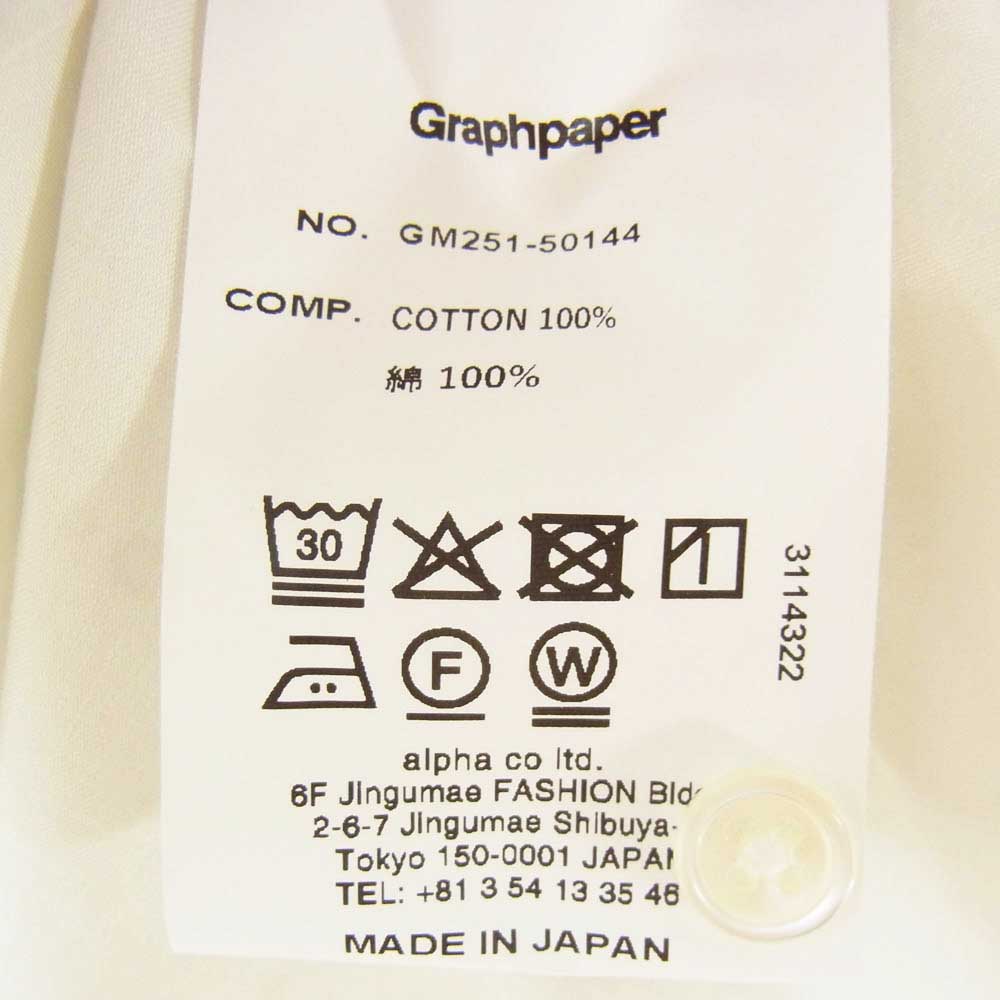 Graphpaper
NO. GM251-50144
COMP. COTTON 100%
綿 100%
30
3114322
F W
alpha co ltd.
6F Jingumae FASHION
2-6-7 Jingumae Shibuya-
Tokyo 150-0001 JAPAN
TEL: +81 3 54 13 35 46
MADE IN JAPAN